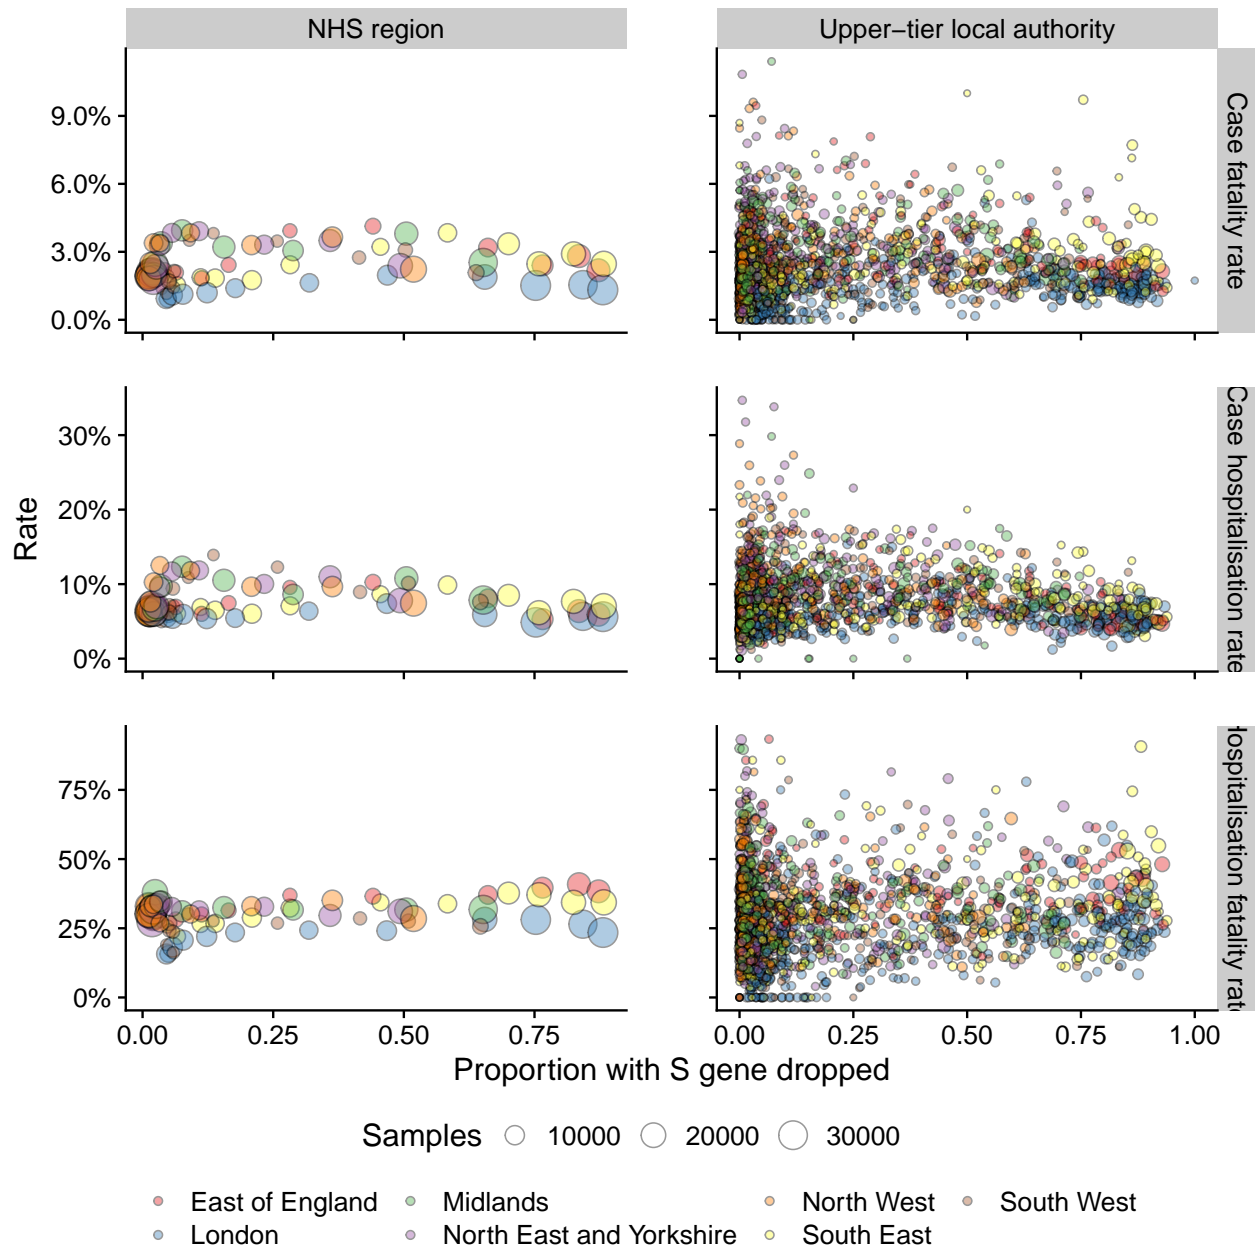 NHS region
Upper−tier local authority
9.0%
6.0%
3.0%
0.0%
Case fatality rate
30%
20%
10%
0%
Case hospitalisation rate
75%
50%
25%
0%
ospitalisation fatality rat
Rate
0.00 0.25 0.50 0.75
0.00 0.25 0.50 0.75 1.00
Proportion with S gene dropped
Samples 10000 20000 30000
East of England Midlands North West South West
London North East and Yorkshire South East